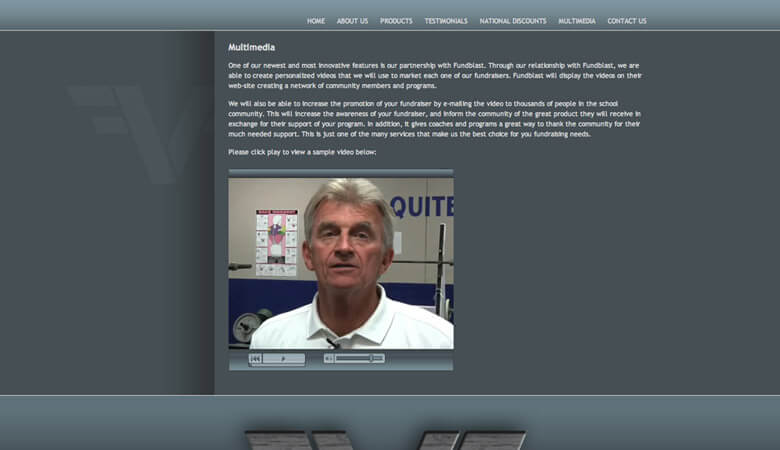 HOME ABOUT US PRODUCTS TESTIMONIALS NATIONAL DISCOUNTS MULTIMEDIA CONTACT US
Multimedia
One of our newest and most innovative features is our partnership with Fundblast. Through our relationship with Fundblast, we are
able to create personalized videos that we will use to market each one of our fundraisers. Fundblast will display the videos on their
web-site creating a network of community members and programs.
We will also be able to increase the promotion of your fundraiser by e-mailing the video to thousands of people in the school
community. This will increase the awareness of your fundraiser, and inform the community of the great product they will receive in
exchange for their support of your program. In addition, it gives coaches and programs a great way to thank the community for their
much needed support. This is just one of the many services that make us the best choice for you fundraising needs.
Please click play to view a sample video below:
QUITE